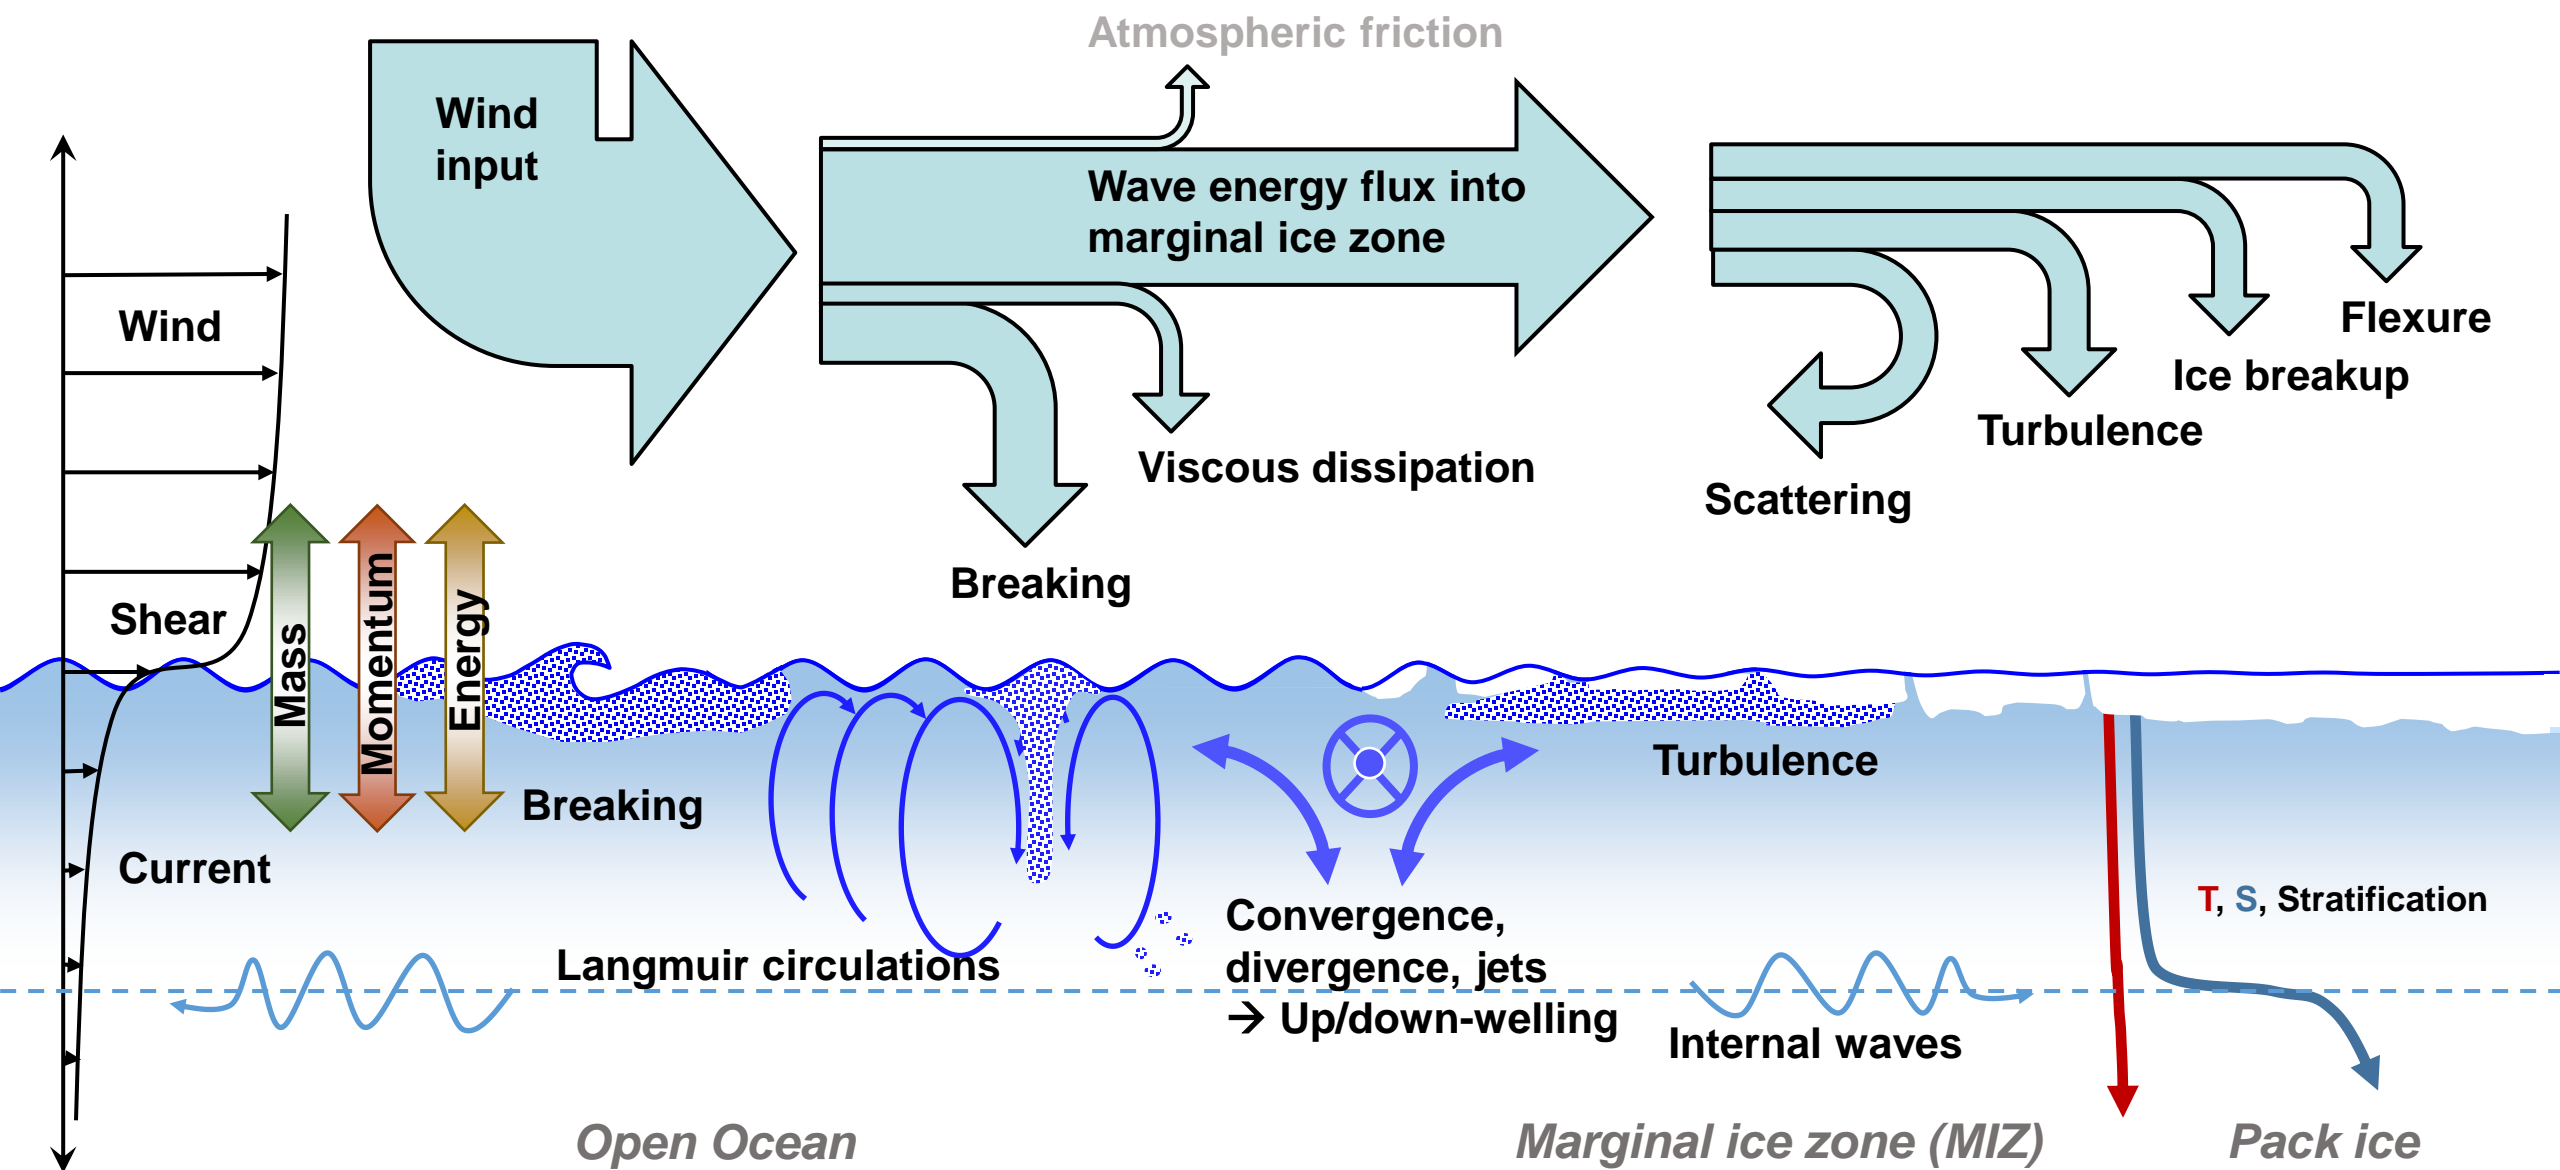 Atmospheric friction
Wind
input
Wave energy flux into
marginal ice zone
Wind
Flexure
Ice breakup
Turbulence
Viscous dissipation
Scattering
Breaking
Shear
Mass
Momentum
Energy
Turbulence
Breaking
Current
T, S, Stratification
Convergence,
divergence, jets
→ Up/down-welling
Langmuir circulations
Internal waves
Open Ocean
Marginal ice zone (MIZ)
Pack ice